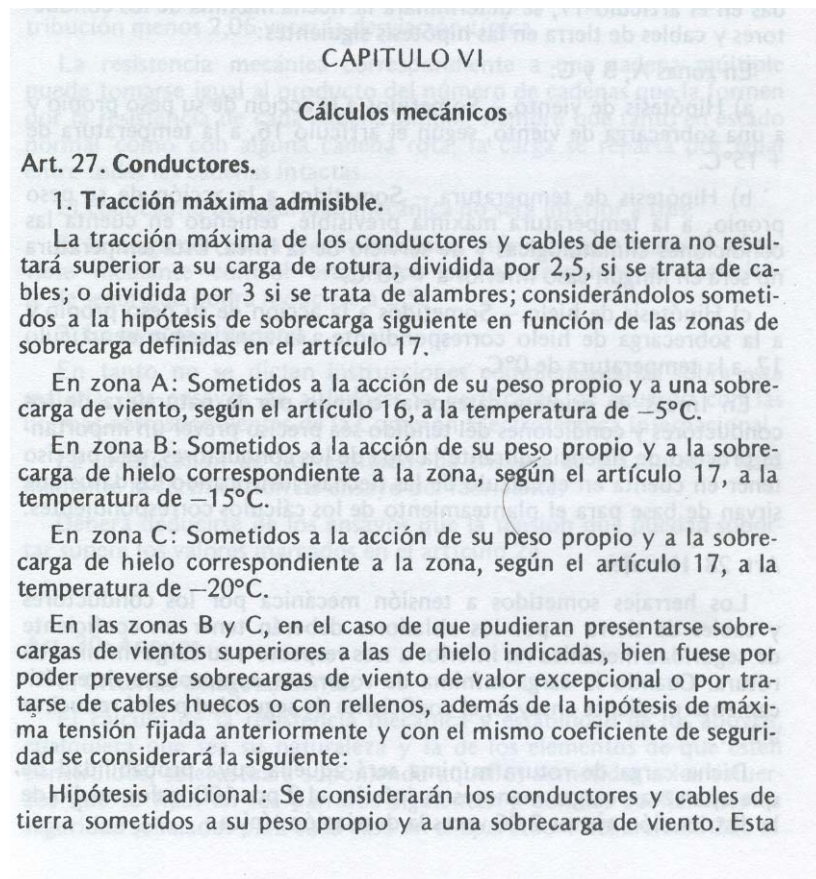 CAPITULO VI
Cálculos mecánicos
Art. 27. Conductores.
1. Tracción máxima admisible.
La tracción máxima de los conductores y cables de tierra no resul-
tará superior a su carga de rotura, dividida por 2,5, si se trata de ca-
bles; o dividida por 3 si se trata de alambres; considerándolos someti-
dos a la hipótesis de sobrecarga siguiente en función de las zonas de
sobrecarga definidas en el artículo 17.
En zona A: Sometidos a la acción de su peso propio y a una sobre-
carga de viento, según el artículo 16, a la temperatura de —5°C.
En zona B: Sometidos a la acción de su peso propio y a la sobre-
carga de hielo correspondiente a la zona, según el artículo 17, a la
temperatura de —15°C.
En zona C: Sometidos a la acción de su peso propio y a la sobre-
carga de hielo correspondiente a la zona, según el artículo 17, a la
temperatura de —20°C.
En las zonas B y C, en el caso de que pudieran presentarse sobre-
cargas de vientos superiores a las de hielo indicadas, bien fuese por
poder preverse sobrecargas de viento de valor excepcional o por tra-
tarse de cables huecos o con rellenos, además de la hipótesis de máxi-
ma tensión fijada anteriormente y con el mismo coeficiente de seguri-
dad se considerará la siguiente:
Hipótesis adicional: Se considerarán los conductores y cables de
tierra sometidos a su peso propio y a una sobrecarga de viento. Esta